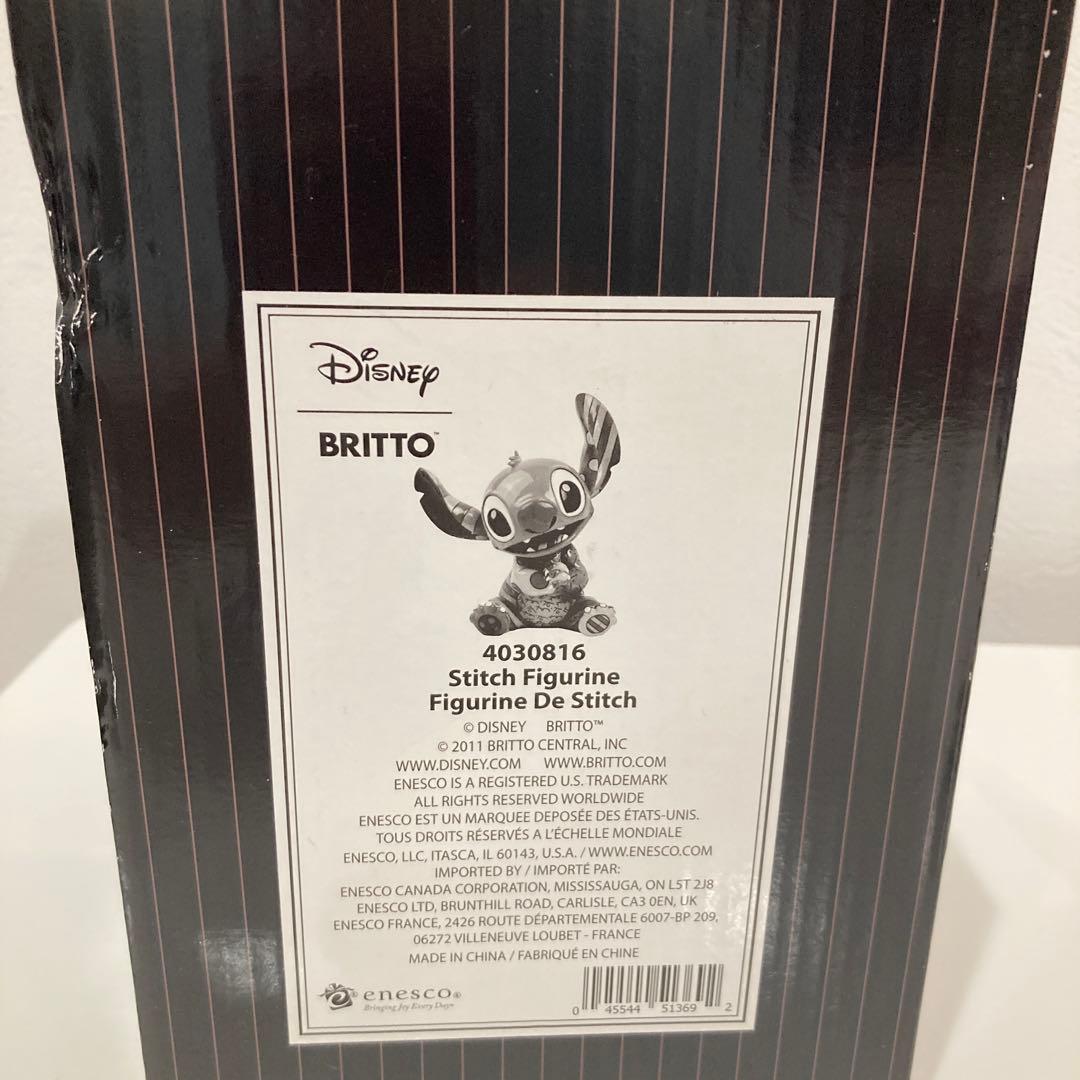 Disney
BRITTO™
4030816
Stitch Figurine
Figurine De Stitch
© DISNEY BRITTO™
© 2011 BRITTO CENTRAL, INC
WWW.DISNEY.COM WWW.BRITTO.COM
ENESCO IS A REGISTERED U.S. TRADEMARK
ALL RIGHTS RESERVED WORLDWIDE
ENESCO EST UN MARQUEE DEPOSÉE DES ÉTATS-UNIS.
TOUS DROITS RÉSERVÉS A L'ÉCHELLE MONDIALE
ENESCO, LLC, ITASCA, IL 60143, U.S.A. / WWW.ENESCO.COM
IMPORTED BY / IMPORTÉ PAR:
ENESCO CANADA CORPORATION, MISSISSAUGA, ON L5T 2J8
ENESCO LTD, BRUNTHILL ROAD, CARLISLE, CA3 0EN, UK
ENESCO FRANCE, 2426 ROUTE DÉPARTEMENTALE 6007-BP 209,
06272 VILLENEUVE LOUBET - FRANCE
MADE IN CHINA / FABRIQUÉ EN CHINE
enesco®
Bringing Joy Every Day®
0 45544 51369 2